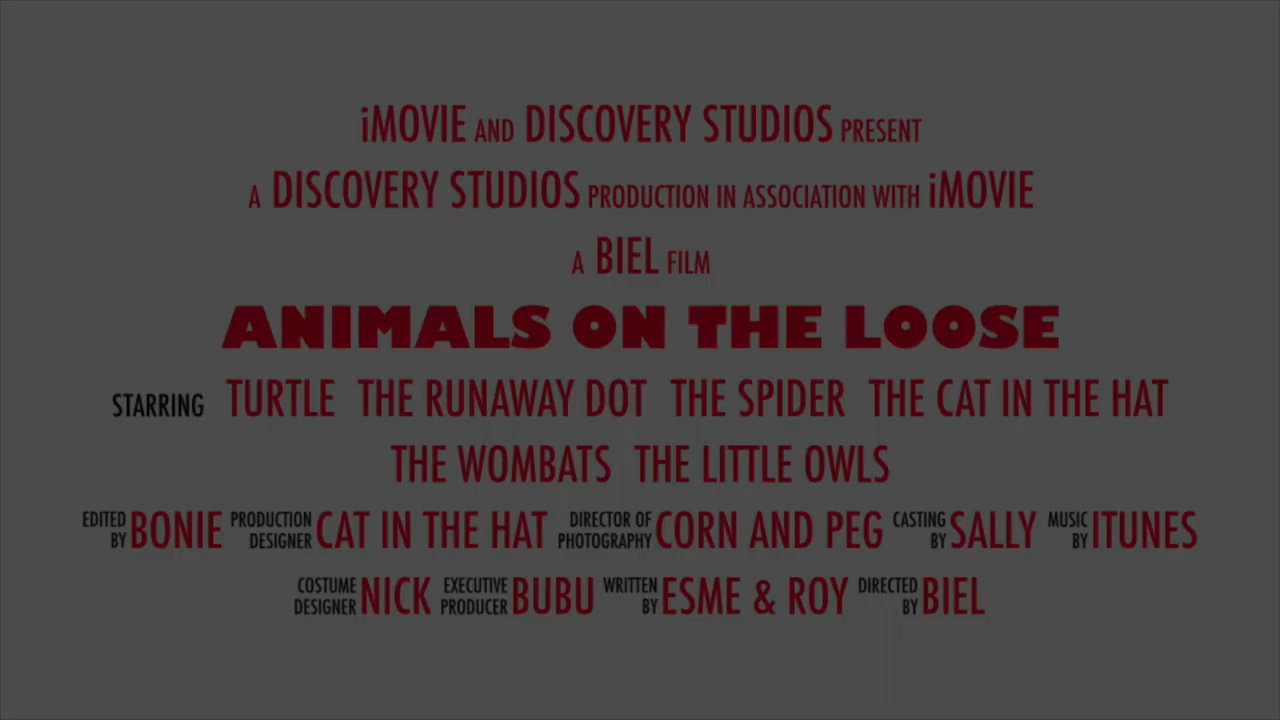 iMOVIE AND DISCOVERY STUDIOS PRESENT
A DISCOVERY STUDIOS PRODUCTION IN ASSOCIATION WITH iMOVIE
A BIEL FILM
ANIMALS ON THE LOOSE
STARRING TURTLE THE RUNAWAY DOT THE SPIDER THE CAT IN THE HAT
THE WOMBATS THE LITTLE OWLS
EDITED BY BONIE PRODUCTION DESIGNER CAT IN THE HAT DIRECTOR OF PHOTOGRAPHY CORN AND PEG CASTING BY SALLY MUSIC BY ITUNES
COSTUME DESIGNER NICK EXECUTIVE PRODUCER BUBU WRITTEN BY ESME & ROY DIRECTED BY BIEL